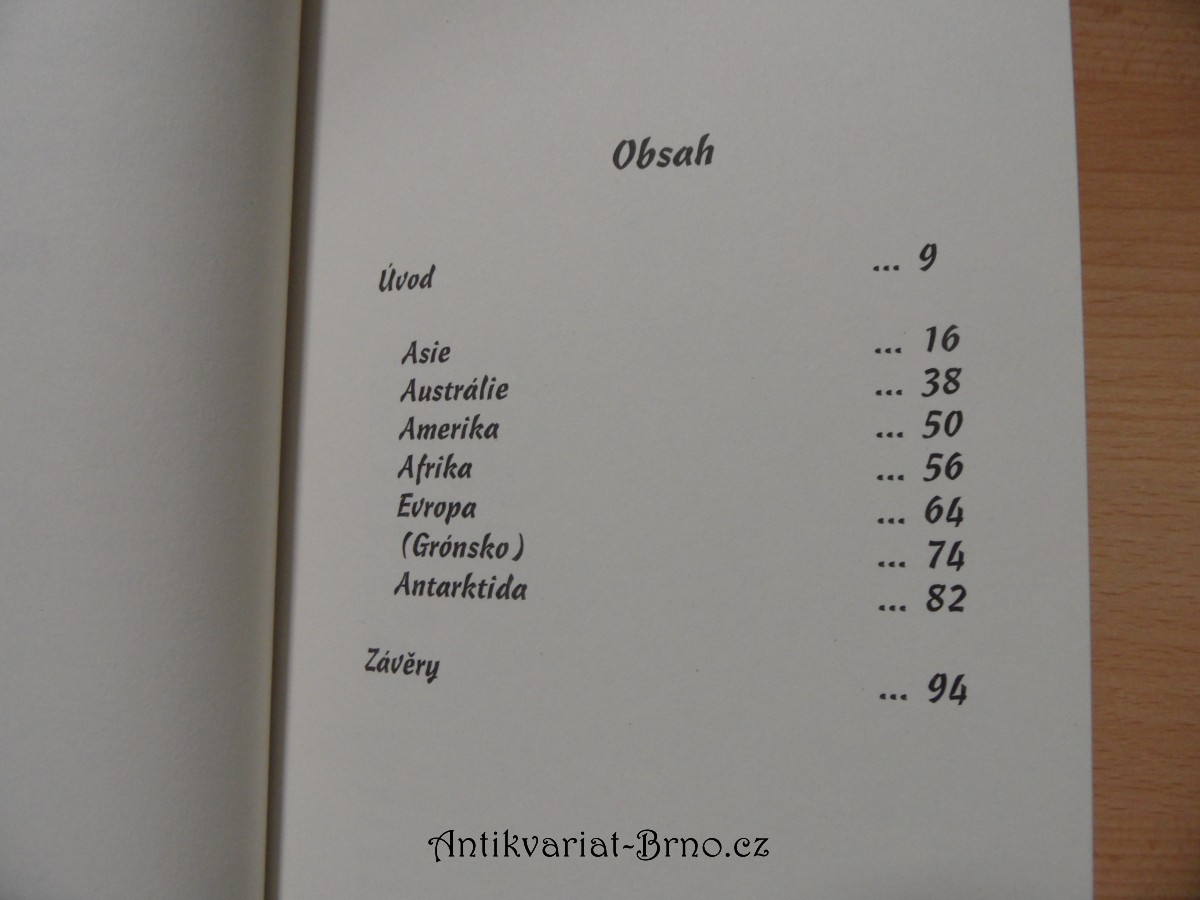 Obsah
Úvod ... 9
Asie ... 16
Austrálie ... 38
Amerika ... 50
Afrika ... 56
Evropa ... 64
(Grónsko) ... 74
Antarktida ... 82
Závěry ... 94
Antikvariat-Brno.cz